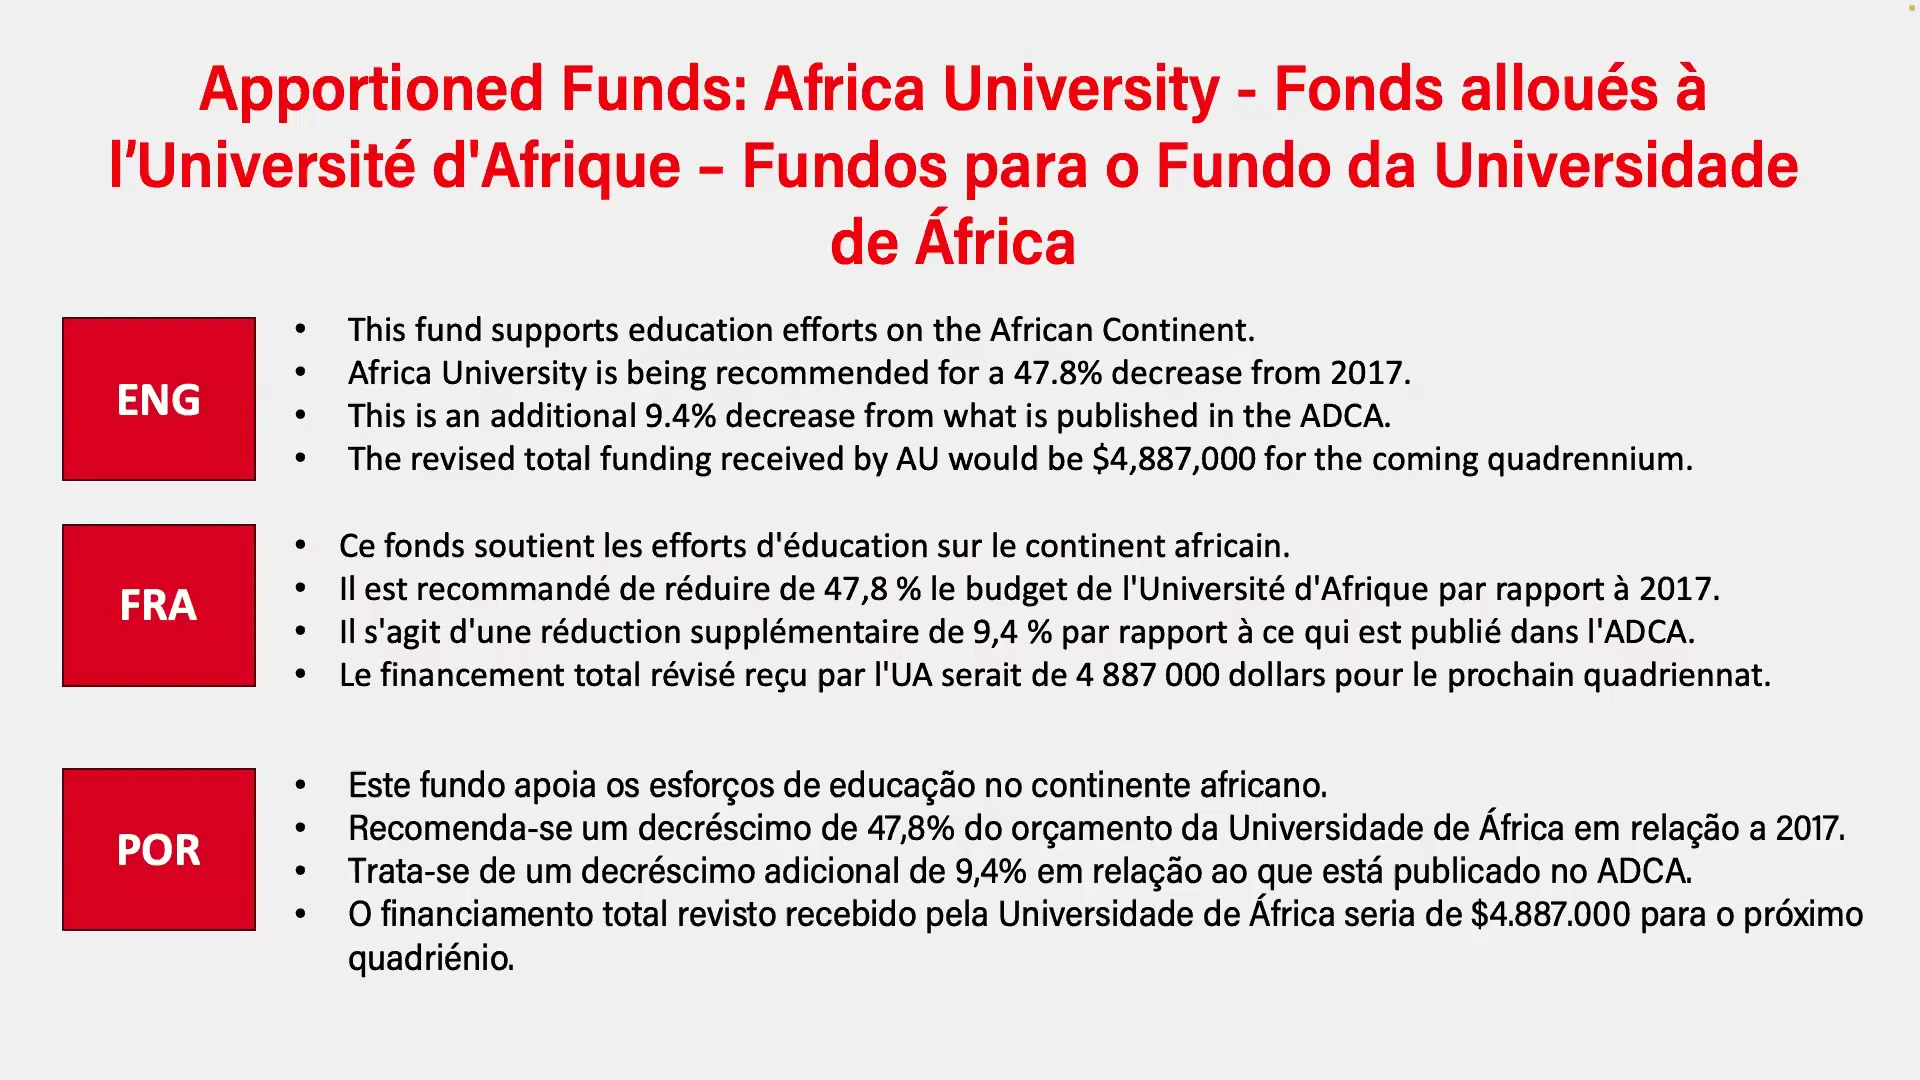 Apportioned Funds: Africa University - Fonds alloués à
l’Université d'Afrique – Fundos para o Fundo da Universidade
de África
ENG
• This fund supports education efforts on the African Continent.
• Africa University is being recommended for a 47.8% decrease from 2017.
• This is an additional 9.4% decrease from what is published in the ADCA.
• The revised total funding received by AU would be $4,887,000 for the coming quadrennium.
FRA
• Ce fonds soutient les efforts d'éducation sur le continent africain.
• Il est recommandé de réduire de 47,8 % le budget de l'Université d'Afrique par rapport à 2017.
• Il s'agit d'une réduction supplémentaire de 9,4 % par rapport à ce qui est publié dans l'ADCA.
• Le financement total révisé reçu par l'UA serait de 4 887 000 dollars pour le prochain quadriennat.
POR
• Este fundo apoia os esforços de educação no continente africano.
• Recomenda-se um decréscimo de 47,8% do orçamento da Universidade de África em relação a 2017.
• Trata-se de um decréscimo adicional de 9,4% em relação ao que está publicado no ADCA.
• O financiamento total revisto recebido pela Universidade de África seria de $4.887.000 para o próximo
quadriénio.